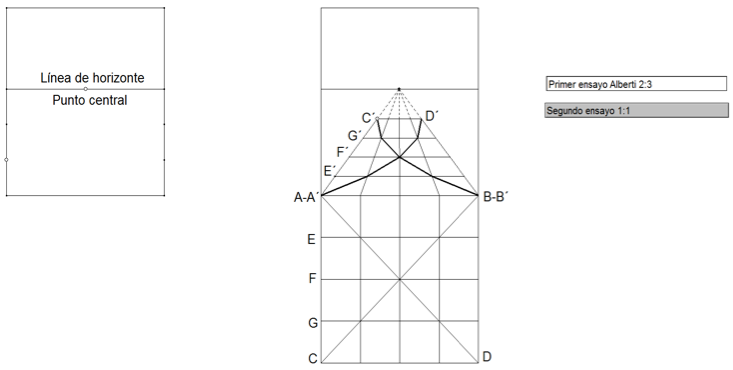 Línea de horizonte
Punto central
C´ D´
G´
F´
E´
A-A´ B-B´
E
F
G
C D
Primer ensayo Alberti 2:3
Segundo ensayo 1:1